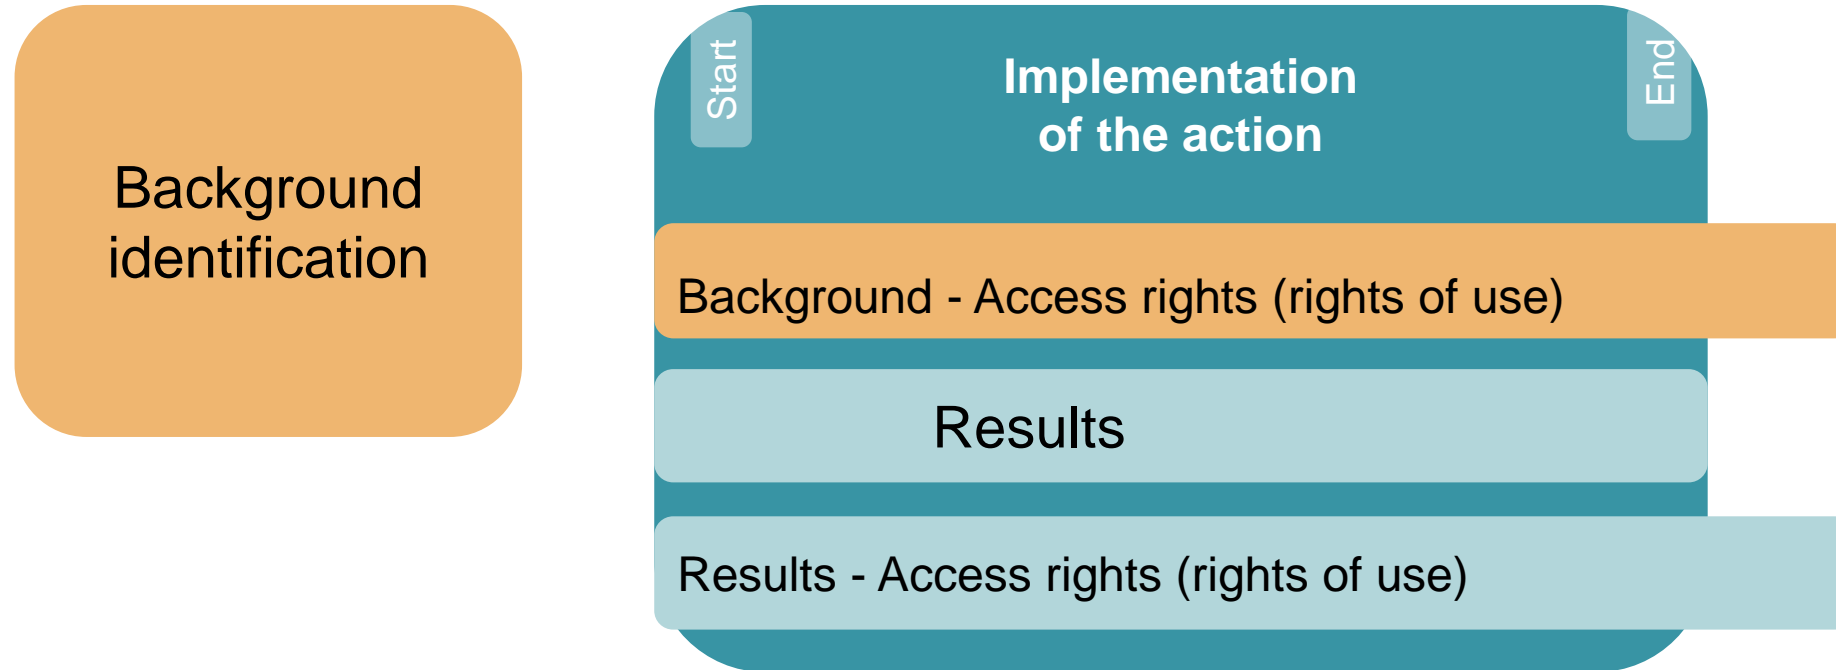 Background
identification
Start
Implementation
of the action
End
Background - Access rights (rights of use)
Results
Results - Access rights (rights of use)